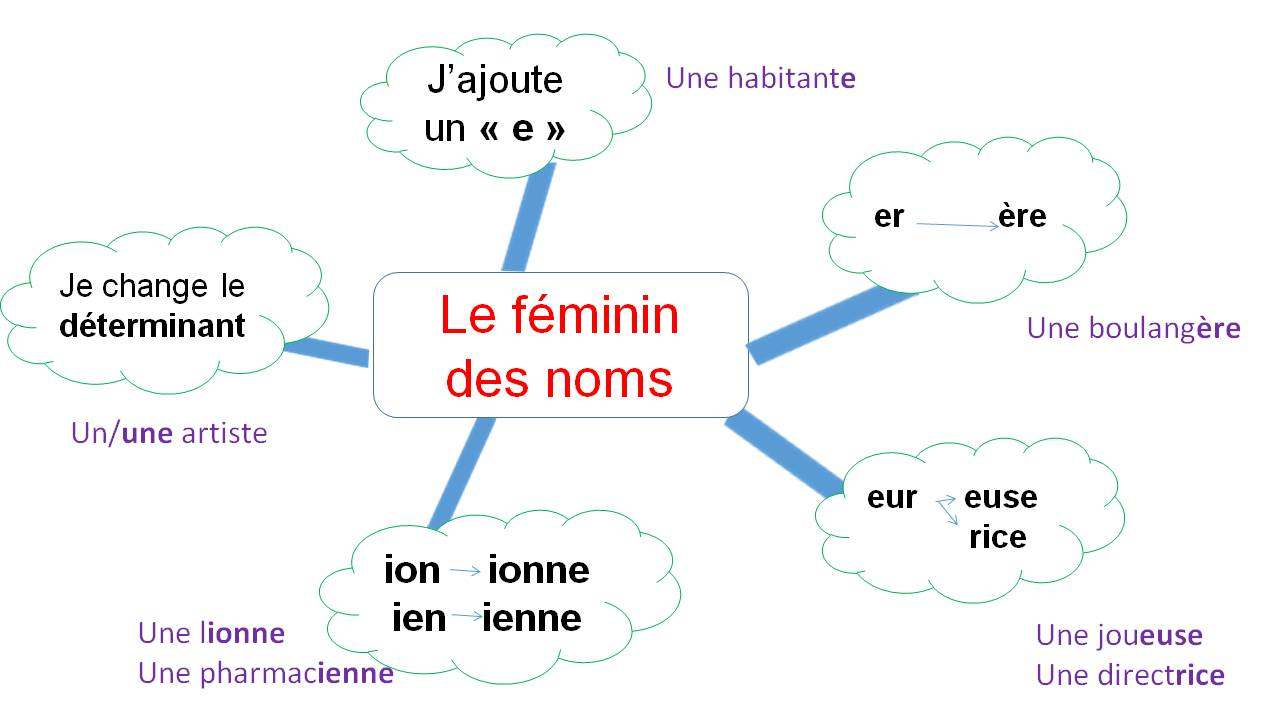 J'ajoute
un « e »
Une habitante
er ère
Une boulangère
Je change le
déterminant
Un/une artiste
Le féminin
des noms
eur euse
rice
Une joueuse
Une directrice
ion ionne
ien ienne
Une lionne
Une pharmacienne